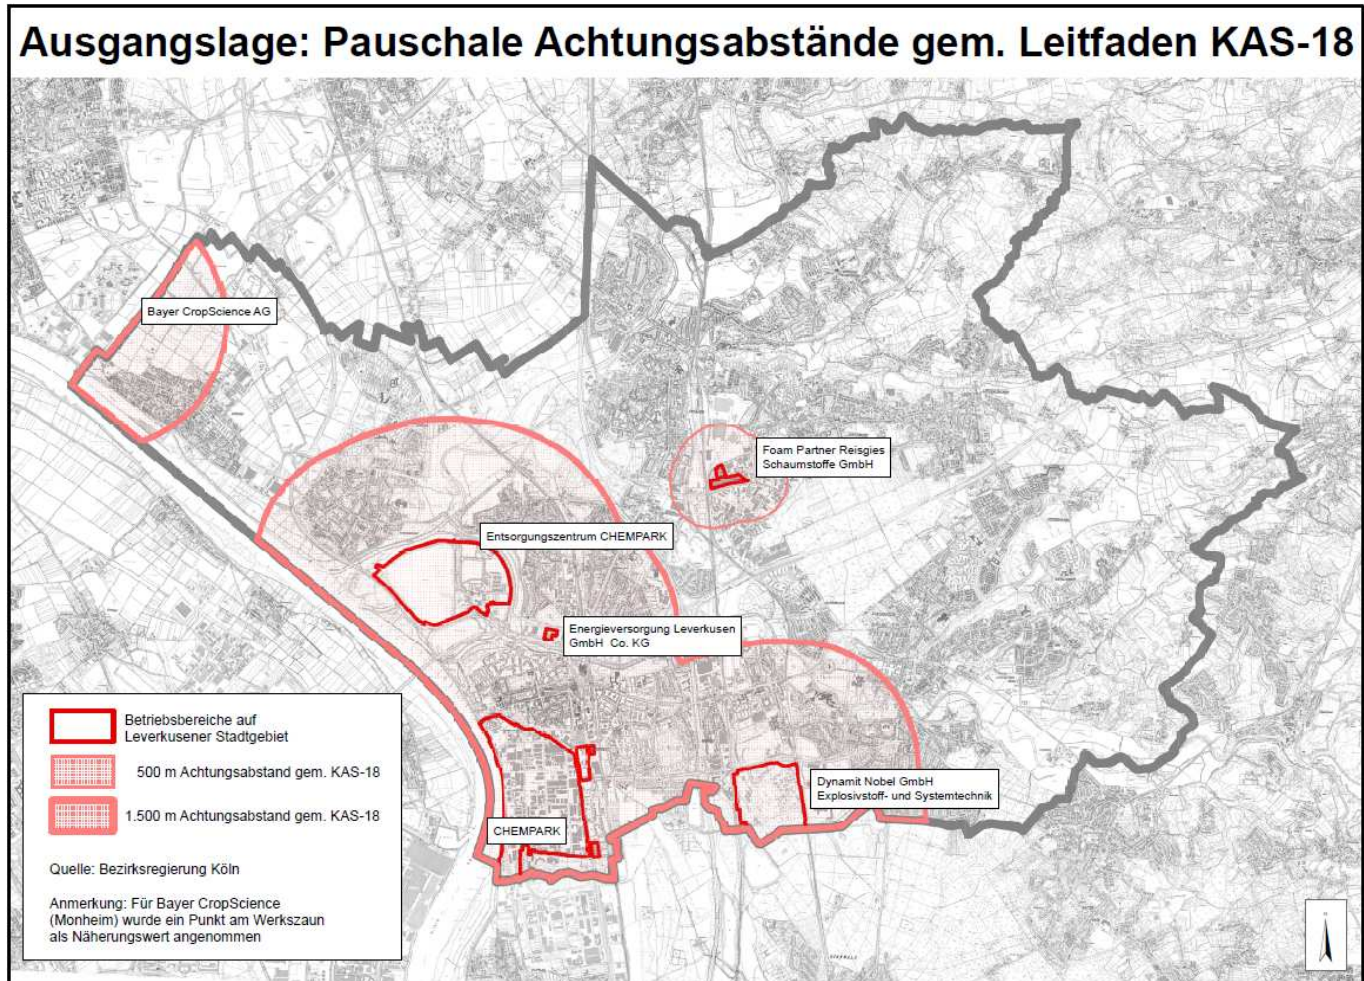 Ausgangslage: Pauschale Achtungsabstände gem. Leitfaden KAS-18
Bayer CropScience AG
Foam Partner Reisgies
Schaumstoffe GmbH
Entsorgungszentrum CHEMPARK
Energieversorgung Leverkusen
GmbH Co. KG
Dynamit Nobel GmbH
Explosivstoff- und Systemtechnik
CHEMPARK
Betriebsbereiche auf
Leverkusener Stadtgebiet
500 m Achtungsabstand gem. KAS-18
1.500 m Achtungsabstand gem. KAS-18
Quelle: Bezirksregierung Köln
Anmerkung: Für Bayer CropScience
(Monheim) wurde ein Punkt am Werkszaun
als Näherungswert angenommen